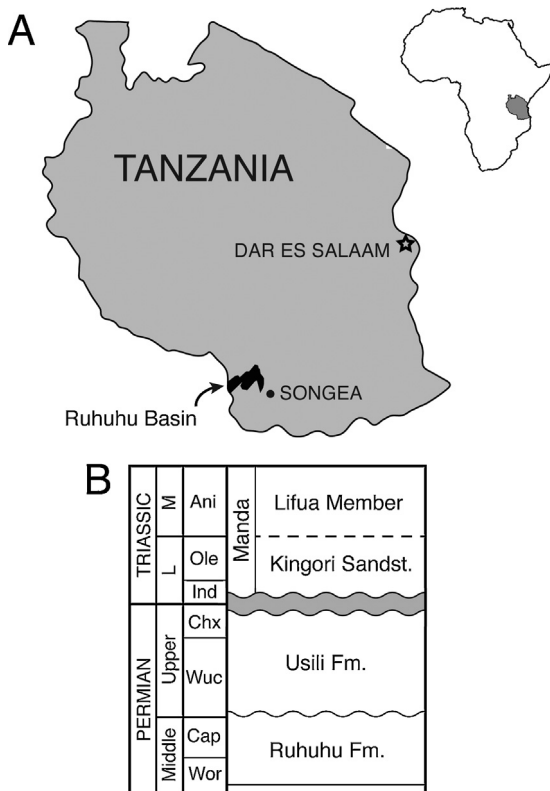 A
TANZANIA
DAR ES SALAAM
SONGEA
Ruhuhu Basin
B
TRIASSIC
M
Ani
Manda
Lifua Member
L
Ole
Kingori Sandst.
Ind
PERMIAN
Upper
Chx
Usili Fm.
Wuc
Middle
Cap
Ruhuhu Fm.
Wor